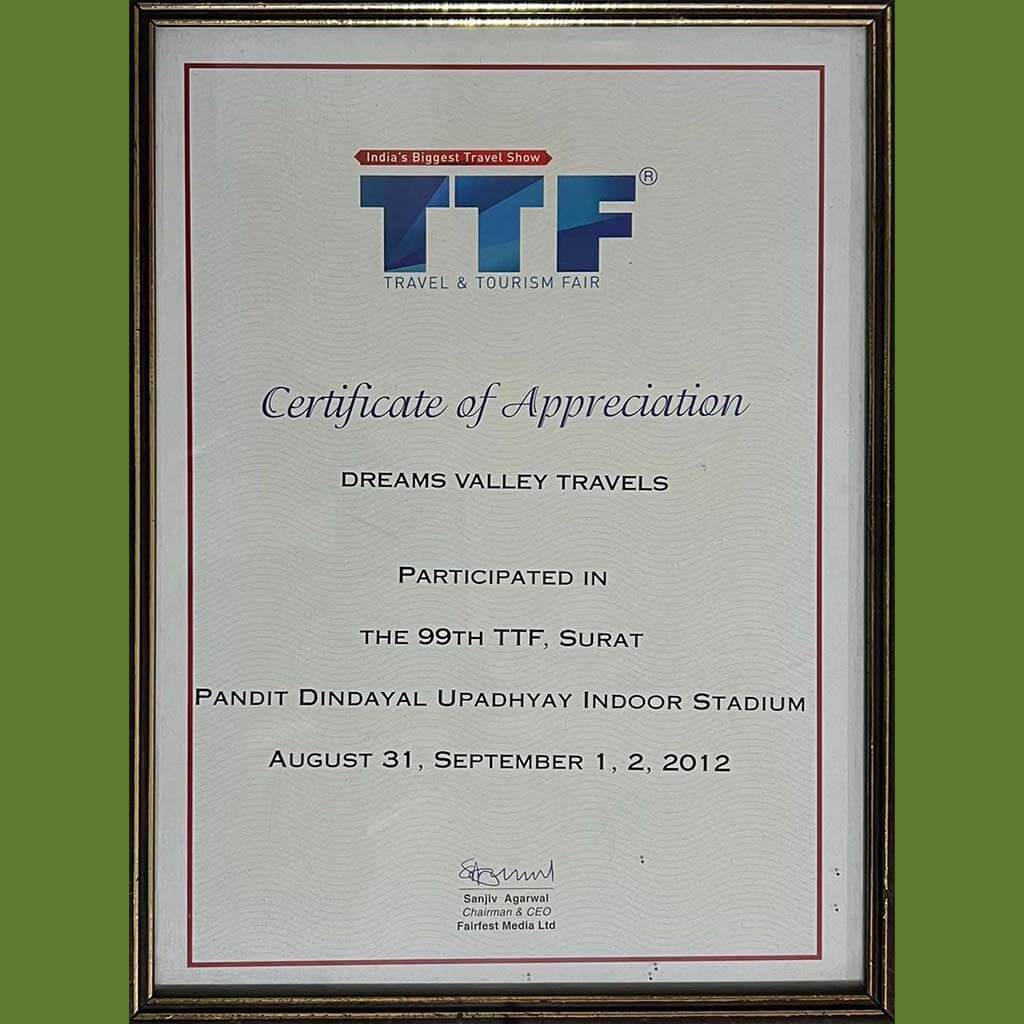 India's Biggest Travel Show
TTF®
TRAVEL & TOURISM FAIR
Certificate of Appreciation
DREAMS VALLEY TRAVELS
PARTICIPATED IN
THE 99TH TTF, SURAT
PANDIT DINDAYAL UPADHYAY INDOOR STADIUM
AUGUST 31, SEPTEMBER 1, 2, 2012
Sanjiv Agarwal
Chairman & CEO
Fairfest Media Ltd